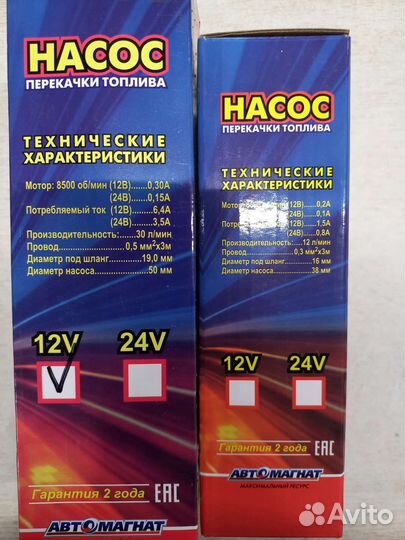 НАСОС
ПЕРЕКАЧКИ ТОПЛИВА
ТЕХНИЧЕСКИЕ
ХАРАКТЕРИСТИКИ
Мотор: 8500 об/мин (12В)..........0,30А
(24В)..........0,15А
Потребляемый ток (12В)..........6,4А
(24В)..........3,5А
Производительность:........30 л/мин
Провод....................0,5 мм²х3м
Диаметр под шланг............19,0 мм
Диаметр насоса..................50 мм
12V
24V
Гарантия 2 года
ЕАС
АВТОМАГНАТ
НАСОС
ПЕРЕКАЧКИ ТОПЛИВА
ТЕХНИЧЕСКИЕ
ХАРАКТЕРИСТИКИ
(12В)..........0,2А
(24В)..........0,1А
(12В)..........1,5А
(24В)..........0,8А
Производительность:........12 л/мин
Провод....................0,3 мм²х3м
Диаметр под шланг............16 мм
Диаметр насоса..................38 мм
12V
24V
Гарантия 2 года
ЕАС
АВТОМАГНАТ
МАКСИМАЛЬНЫЙ РЕСУРС
Avito